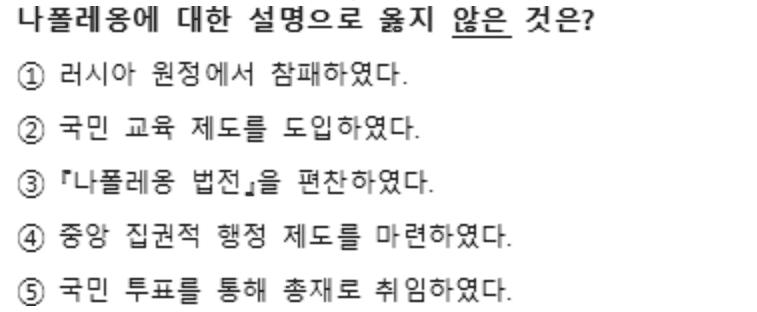 나폴레옹에 대한 설명으로 옳지 않은 것은?
① 러시아 원정에서 참패하였다.
② 국민 교육 제도를 도입하였다.
③ 『나폴레옹 법전』을 편찬하였다.
④ 중앙 집권적 행정 제도를 마련하였다.
⑤ 국민 투표를 통해 총재로 취임하였다.